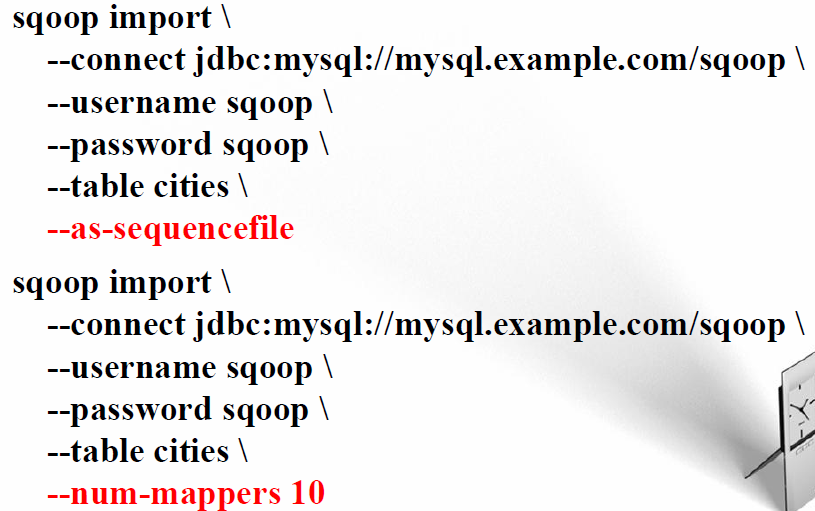 sqoop import \
--connect jdbc:mysql://mysql.example.com/sqoop \
--username sqoop \
--password sqoop \
--table cities \
--as-sequencefile
sqoop import \
--connect jdbc:mysql://mysql.example.com/sqoop \
--username sqoop \
--password sqoop \
--table cities \
--num-mappers 10